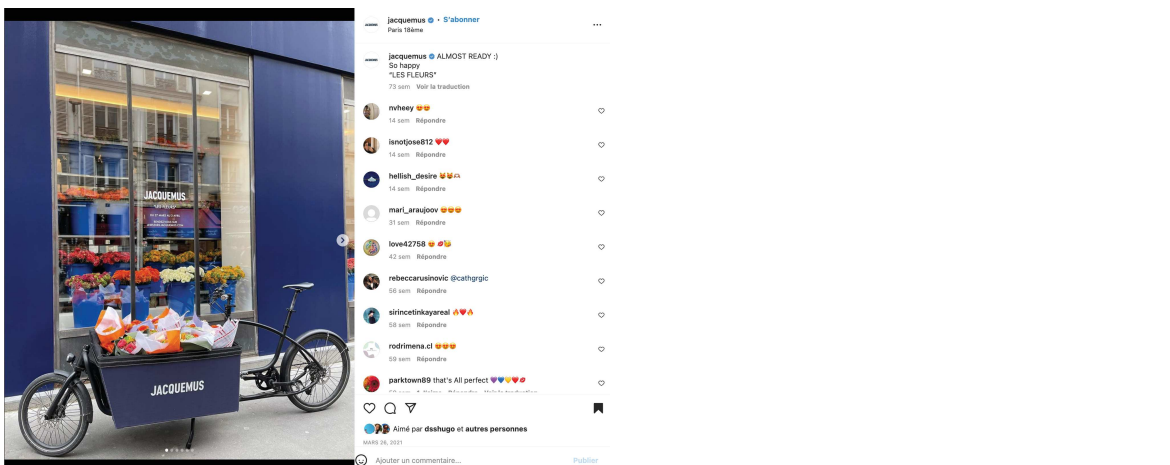 jacquemus • S'abonner
Paris 18ème
jacquemus ALMOST READY :)
So happy
"LES FLEURS"
73 sem Voir la traduction
nvheey 😍😍
14 sem Répondre
isnotjose812 ❤️❤️
14 sem Répondre
hellish_desire 😻😻🫶
14 sem Répondre
mari_araujoov 😍😍😍
31 sem Répondre
love42758 😍 💋🥳
42 sem Répondre
rebeccarusinovic @cathgrgic
56 sem Répondre
sirincetinkayareal 🔥❤️🔥
58 sem Répondre
rodrimena.cl 😍😍😍
59 sem Répondre
parktown89 that's All perfect 💜💙💛❤️💋
Aimé par dsshugo et autres personnes
MARS 26, 2021
Ajouter un commentaire... Publier
JACQUEMUS
"LES FLEURS"
JACQUEMUS